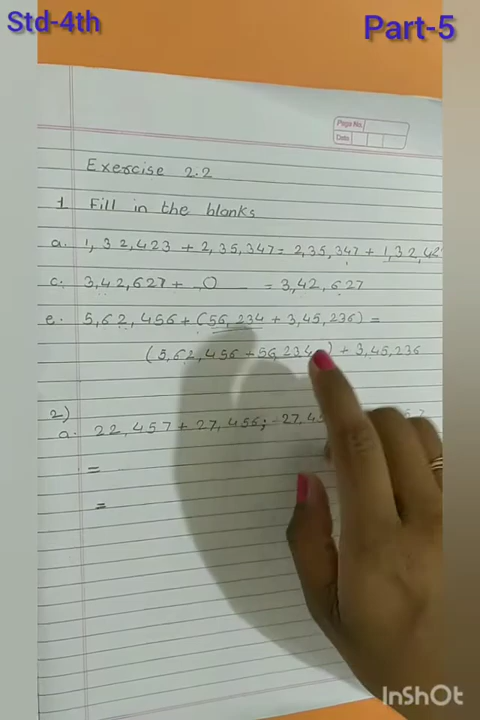 Std-4th
Part-5
Page No.
Date
Exercise 2.2
1 Fill in the blanks
a. 1,32,423 + 2,35,347 = 2,35,347 + 1,32,42
c. 3,42,627 + 0 = 3,42,627
e. 5,62,456 + (56,234 + 3,45,236) =
(5,62,456 + 56,234) + 3,45,236
2)
a. 22,457 + 27,456; 27,45
=
=
InShOt